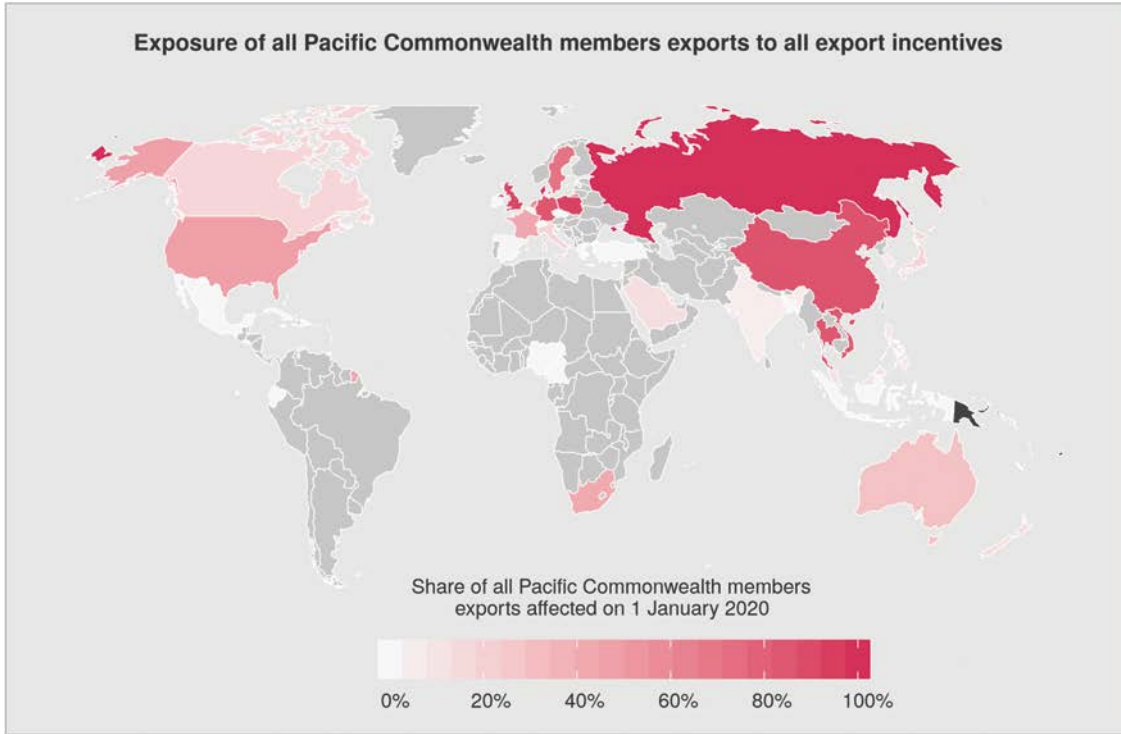 Exposure of all Pacific Commonwealth members exports to all export incentives
Share of all Pacific Commonwealth members
exports affected on 1 January 2020
0% 20% 40% 60% 80% 100%